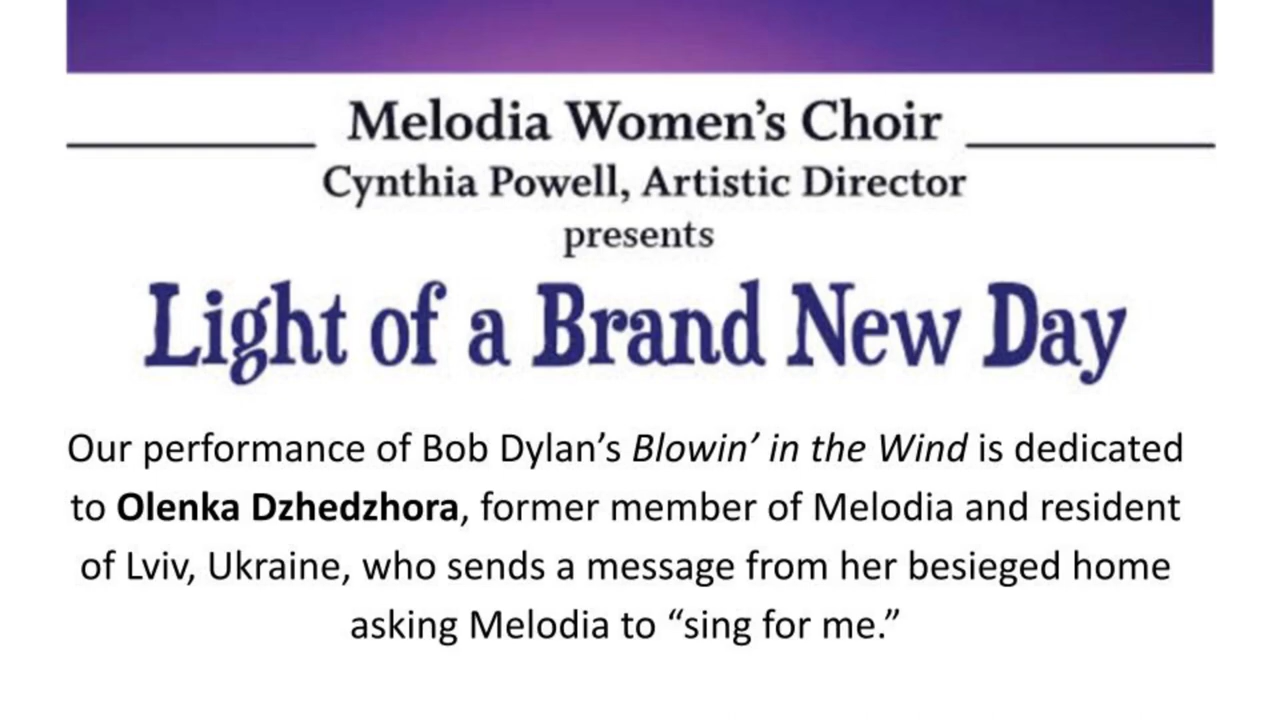 Melodia Women’s Choir
Cynthia Powell, Artistic Director
presents
Light of a Brand New Day
Our performance of Bob Dylan’s Blowin’ in the Wind is dedicated
to Olenka Dzhedzhora, former member of Melodia and resident
of Lviv, Ukraine, who sends a message from her besieged home
asking Melodia to “sing for me.”